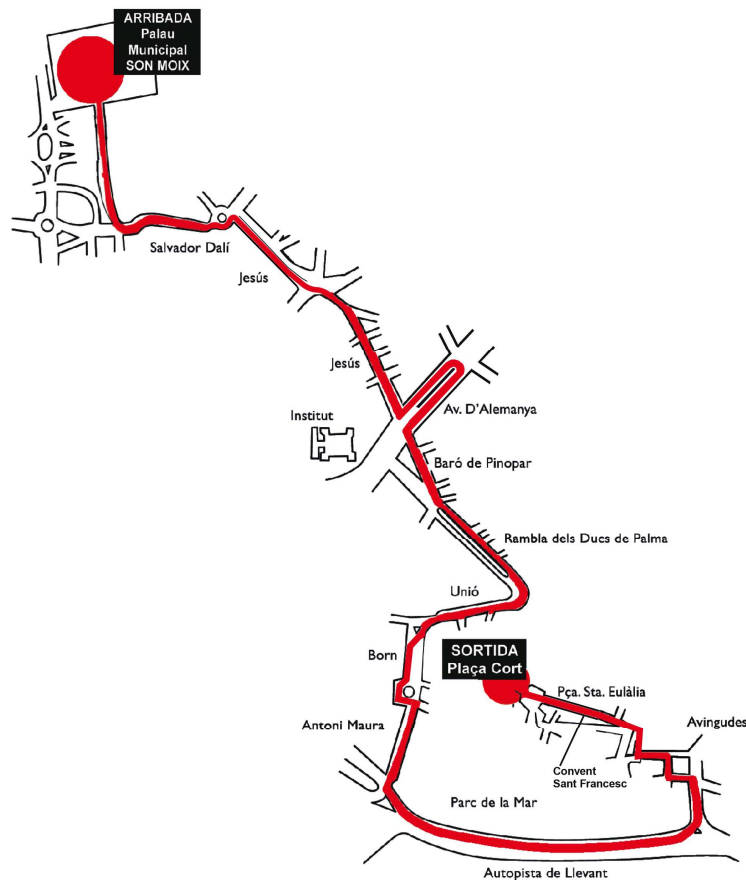 ARRIBADA
Palau
Municipal
SON MOIX
Salvador Dalí
Jesús
Jesús
Av. D'Alemanya
Institut
Baró de Pinopar
Rambla dels Ducs de Palma
Unió
Born
SORTIDA
Plaça Cort
Pça. Sta. Eulàlia
Antoni Maura
Avingudes
Convent
Sant Francesc
Parc de la Mar
Autopista de Llevant